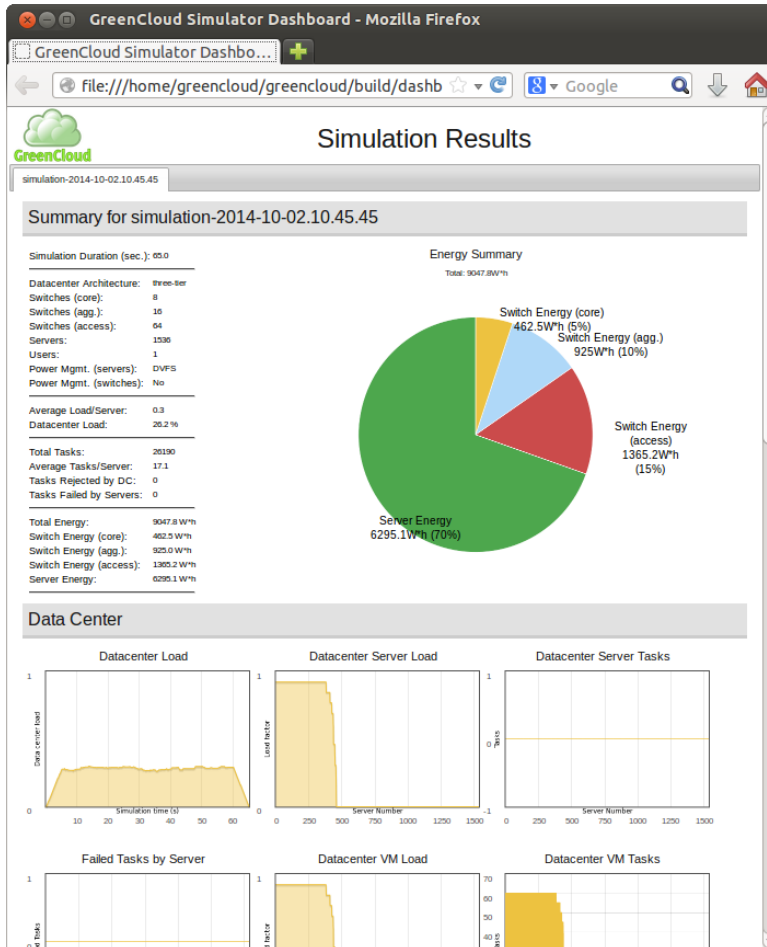 GreenCloud Simulator Dashboard - Mozilla Firefox
GreenCloud Simulator Dashbo...
file:///home/greencloud/greencloud/build/dashb
8 Google
GreenCloud
Simulation Results
simulation-2014-10-02.10.45.45
Summary for simulation-2014-10-02.10.45.45
Simulation Duration (sec.): 65.0
Datacenter Architecture: three-tier
Switches (core): 8
Switches (agg.): 16
Switches (access): 64
Servers: 1536
Users: 1
Power Mgmt. (servers): DVFS
Power Mgmt. (switches): No
Average Load/Server: 0.3
Datacenter Load: 26.2 %
Total Tasks: 26190
Average Tasks/Server: 17.1
Tasks Rejected by DC: 0
Tasks Failed by Servers: 0
Total Energy: 9047.8 W*h
Switch Energy (core): 462.5 W*h
Switch Energy (agg.): 925.0 W*h
Switch Energy (access): 1365.2 W*h
Server Energy: 6295.1 W*h
Energy Summary
Total: 9047.8W*h
Switch Energy (core)
462.5W*h (5%)
Switch Energy (agg.)
925W*h (10%)
Switch Energy
(access)
1365.2W*h
(15%)
Server Energy
6295.1W*h (70%)
Data Center
Datacenter Load
1
Data center load
0
Simulation time (s)
10 20 30 40 50 60
Datacenter Server Load
1
Load factor
0
Server Number
0 250 500 750 1000 1250 1500
Datacenter Server Tasks
1
0
Tasks
-1
Server Number
0 250 500 750 1000 1250 1500
Failed Tasks by Server
1
Tasks
0
Datacenter VM Load
1
factor
Datacenter VM Tasks
70
60
50
40